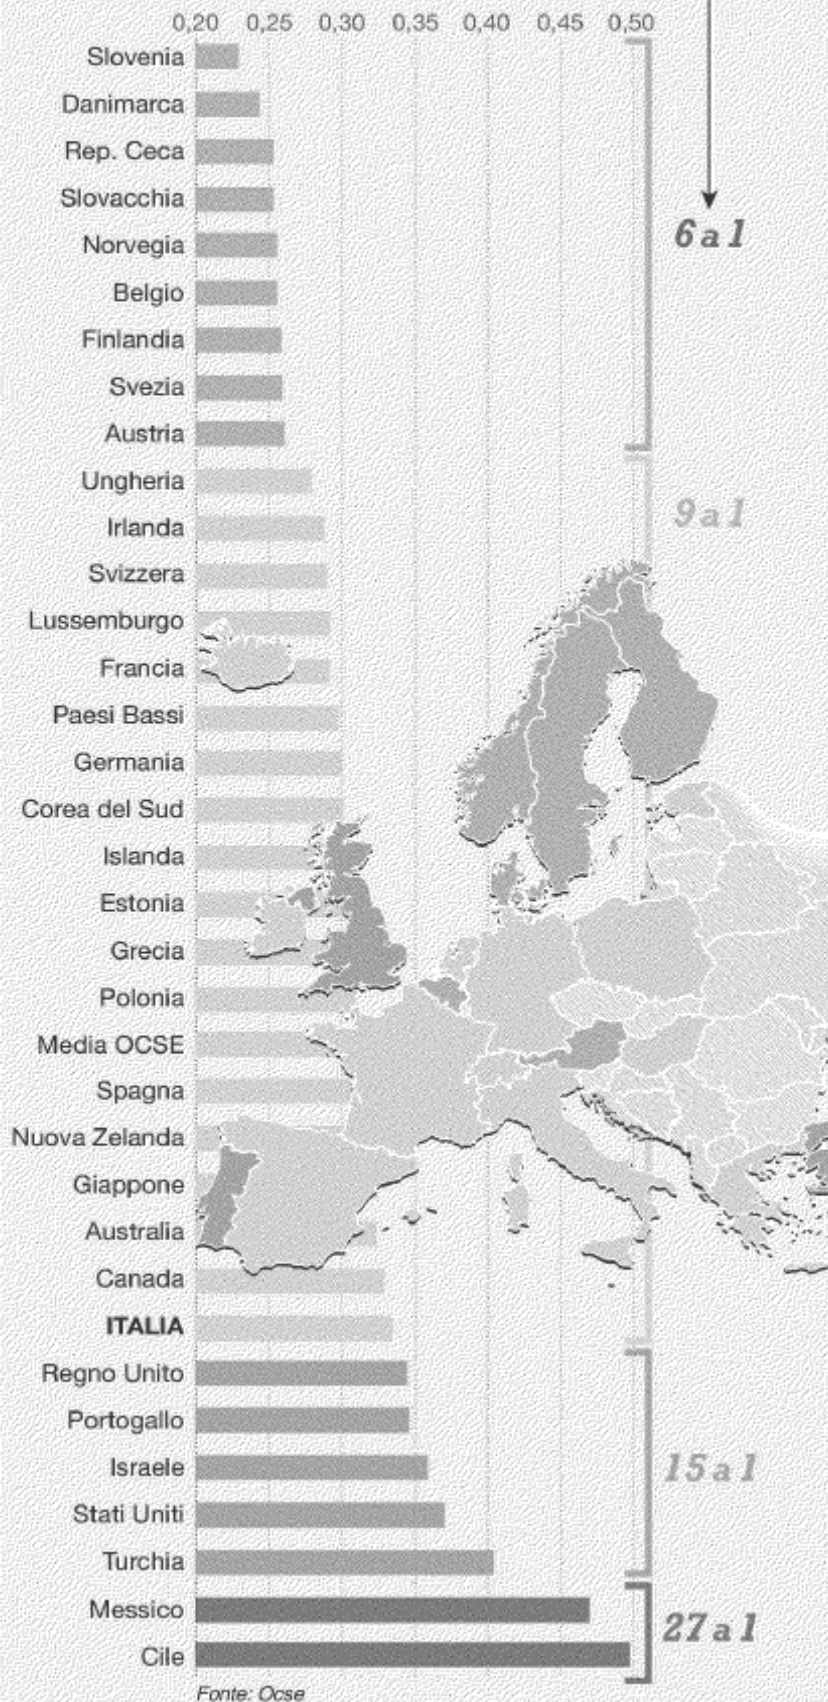 0,20 0,25 0,30 0,35 0,40 0,45 0,50
Slovenia
Danimarca
Rep. Ceca
Slovacchia
Norvegia
6 a 1
Belgio
Finlandia
Svezia
Austria
Ungheria
9 a 1
Irlanda
Svizzera
Lussemburgo
Francia
Paesi Bassi
Germania
Corea del Sud
Islanda
Estonia
Grecia
Polonia
Media OCSE
Spagna
Nuova Zelanda
Giappone
Australia
Canada
ITALIA
Regno Unito
Portogallo
Israele
15 a 1
Stati Uniti
Turchia
Messico
27 a 1
Cile
Fonte: Ocse